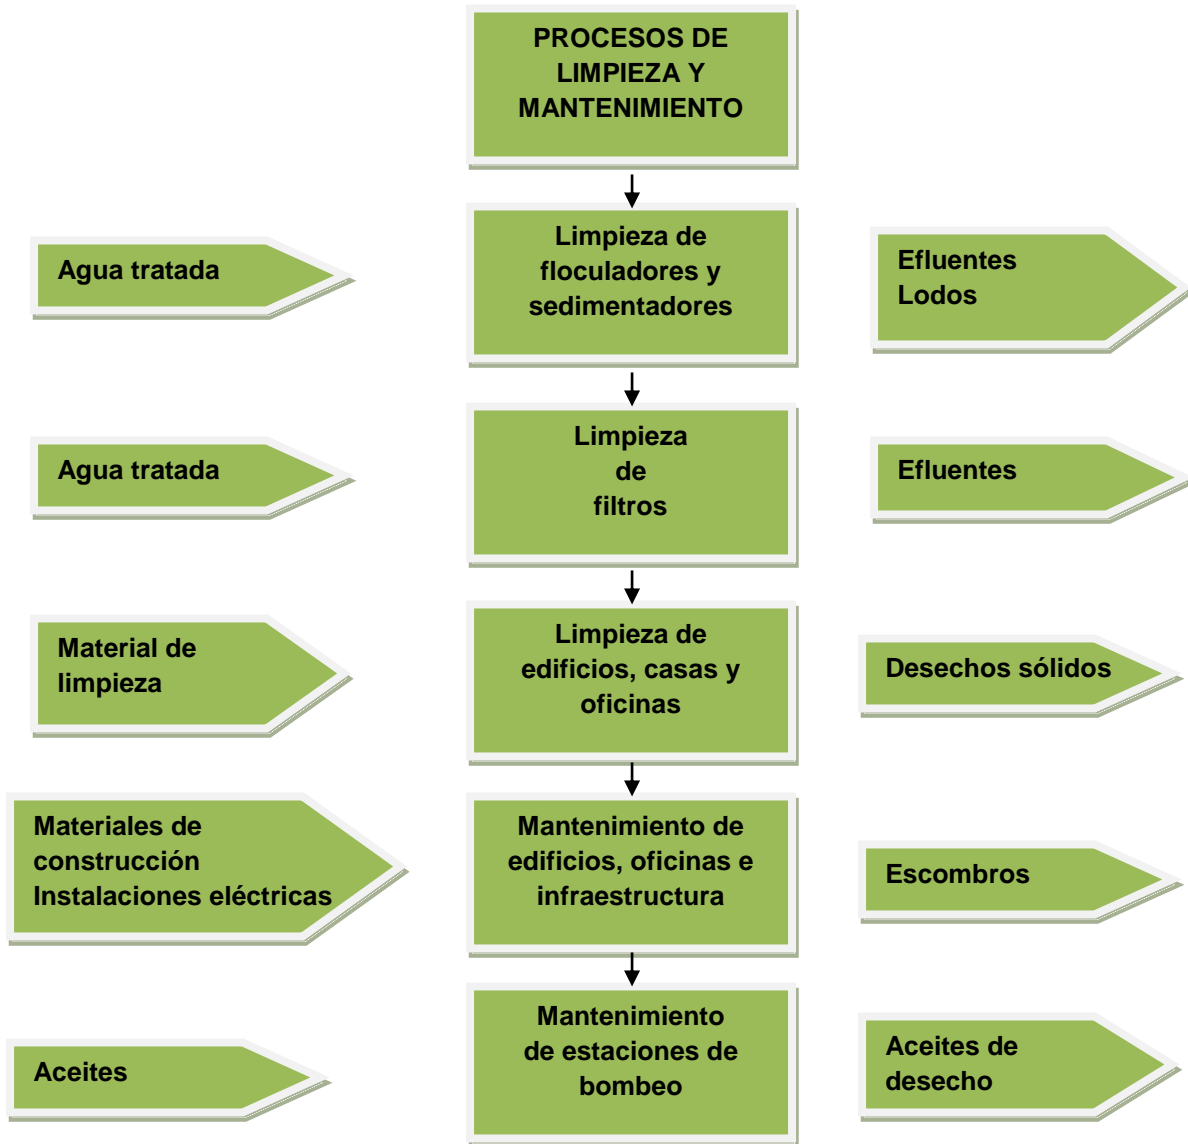 PROCESOS DE
LIMPIEZA Y
MANTENIMIENTO
Agua tratada
Limpieza de
floculadores y
sedimentadores
Efluentes
Lodos
Agua tratada
Limpieza
de
filtros
Efluentes
Material de
limpieza
Limpieza de
edificios, casas y
oficinas
Desechos sólidos
Materiales de
construcción
Instalaciones eléctricas
Mantenimiento de
edificios, oficinas e
infraestructura
Escombros
Aceites
Mantenimiento
de estaciones de
bombeo
Aceites de
desecho